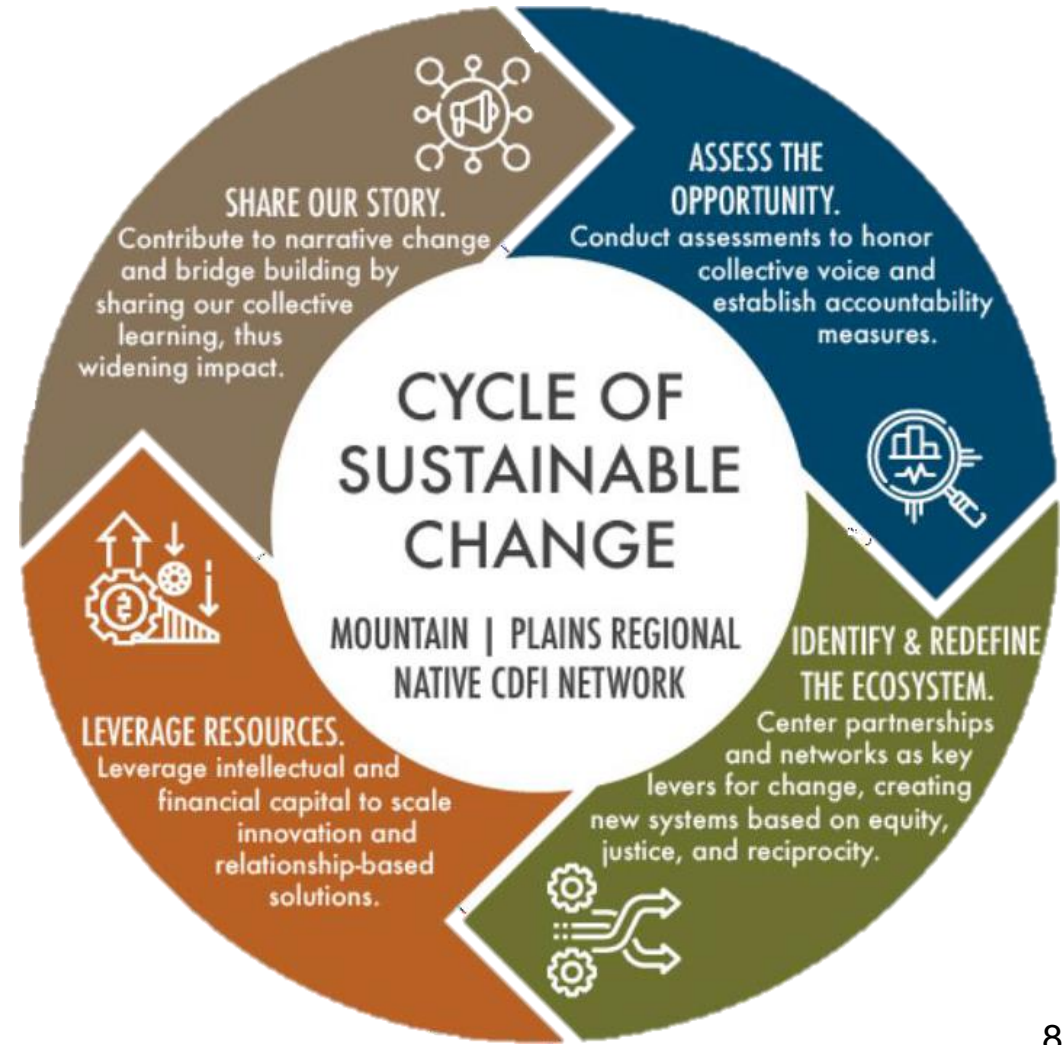 CYCLE OF
SUSTAINABLE
CHANGE
MOUNTAIN | PLAINS REGIONAL
NATIVE CDFI NETWORK
ASSESS THE
OPPORTUNITY.
Conduct assessments to honor
collective voice and
establish accountability
measures.
IDENTIFY & REDEFINE
THE ECOSYSTEM.
Center partnerships
and networks as key
levers for change, creating
new systems based on equity,
justice, and reciprocity.
LEVERAGE RESOURCES.
Leverage intellectual and
financial capital to scale
innovation and
relationship-based
solutions.
SHARE OUR STORY.
Contribute to narrative change
and bridge building by
sharing our collective
learning, thus
widening impact.
8